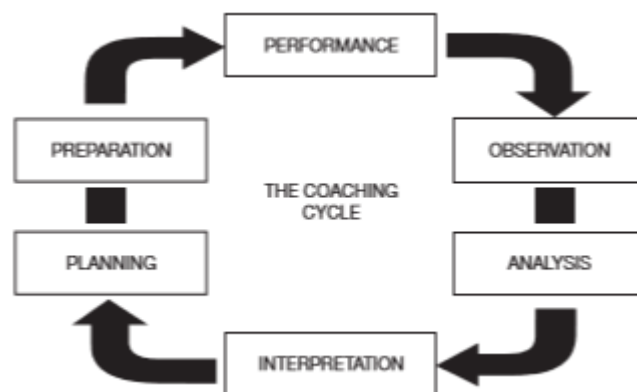 PERFORMANCE
PREPARATION
OBSERVATION
THE COACHING
CYCLE
PLANNING
ANALYSIS
INTERPRETATION